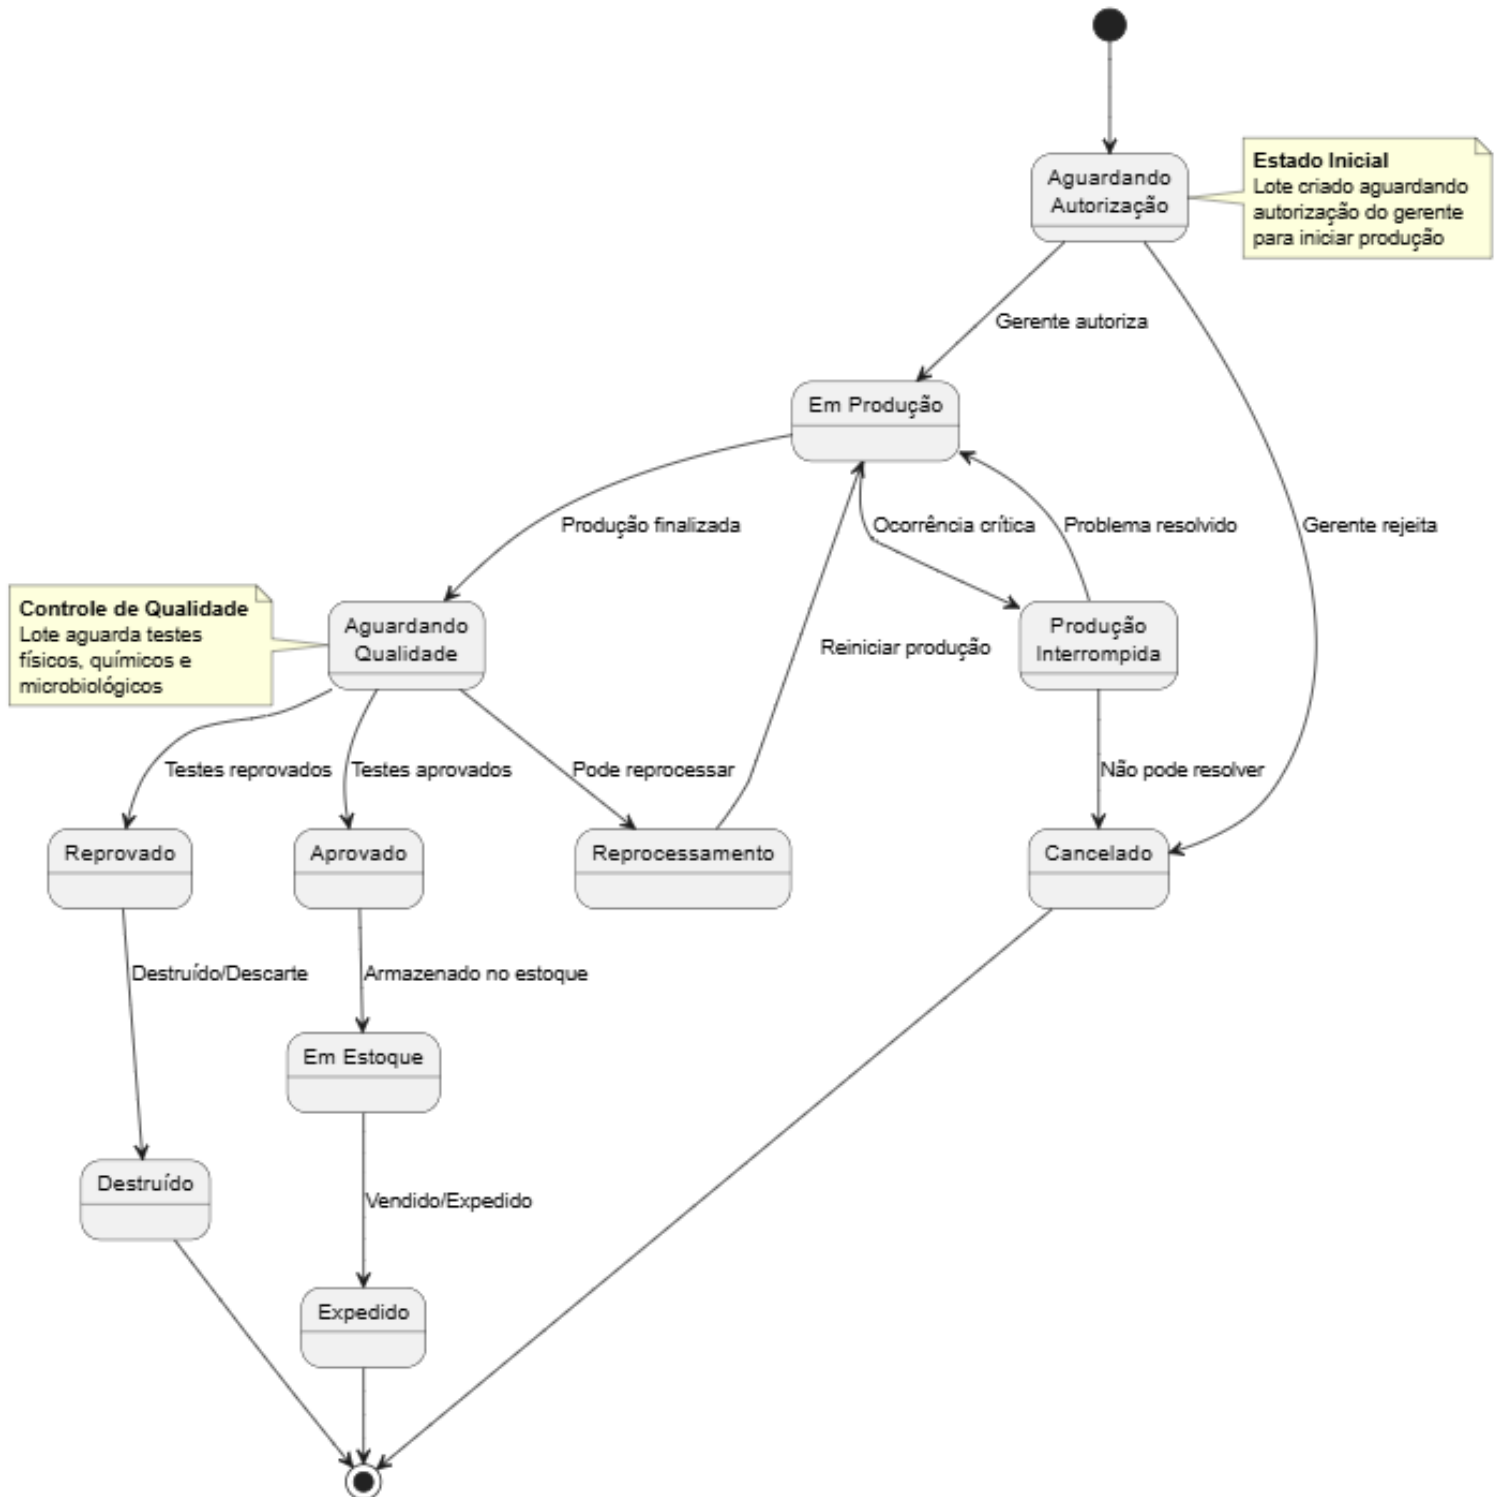 Aguardando
Autorização
Estado Inicial
Lote criado aguardando
autorização do gerente
para iniciar produção
Gerente autoriza
Em Produção
Produção finalizada
Ocorrência crítica
Problema resolvido
Gerente rejeita
Controle de Qualidade
Lote aguarda testes
físicos, químicos e
microbiológicos
Aguardando
Qualidade
Reiniciar produção
Produção
Interrompida
Testes reprovados
Testes aprovados
Pode reprocessar
Não pode resolver
Reprovado
Aprovado
Reprocessamento
Cancelado
Destruído/Descarte
Armazenado no estoque
Em Estoque
Destruído
Vendido/Expedido
Expedido